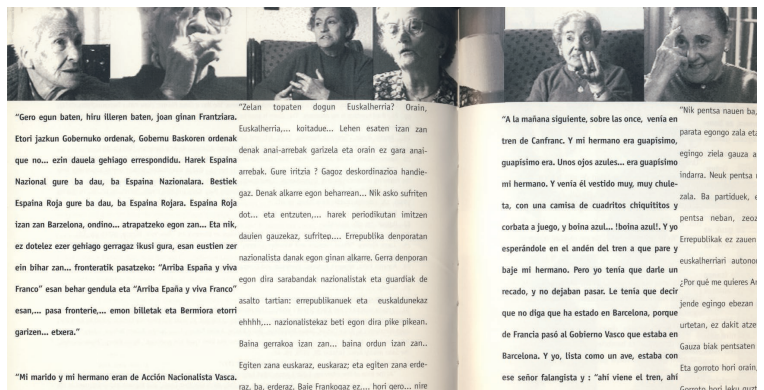 "Gero egun baten, hiru illeren baten, joan ginan Frantziara.
Etori jazkun Gobernuko ordenak, Gobernu Baskoren ordenak
que no... ezin dauela gehiago errespondidu. Harek Espaina
Nazional gure ba dau, ba Espaina Nazionalara. Bestiek
Espaina Roja gure ba dau, ba Espaina Rojara. Espaina Roja
izan zan Barzelona, ondino... atrapatzeko egon zan... Eta nik,
ez dotelez ezer gehiago gerragaz ikusi gura, esan eustien zer
ein bihar zan... fronteratik pasatzeko: "Arriba España y viva
Franco" esan behar gendula eta "Arriba Epaña y viva Franco"
esan,... pasa fronterie,... emon billetak eta Bermiora etorri
garizen... etxera."
"Mi marido y mi hermano eran de Acción Nacionalista Vasca.
"Zelan topaten dogun Euskalherria? Orain,
Euskalherria,... koitadue... Lehen esaten izan zan
denak anai-arrebak garizela eta orain ez gara anai-
arrebak. Gure iritzia ? Gagoz deskordinazioa handie-
gaz. Denak alkarre egon beharrean... Nik asko sufriten
dot... eta entzuten,... harek periodikutan imitzen
dauien gauzekaz, sufriten.... Errepublika denporatan
nazionalista danak egon ginan alkarre. Gerra denporan
egon dira sarabandak nazionalistak eta guardiak de
asalto tartian: errepublikanuek eta euskaldunekaz
ehhhh,... nazionalistekaz beti egon dira pike pikean.
Baina gerrakoa izan zan... baina ordun izan zan..
Egiten zana euskaraz, euskaraz; eta egiten zana erde-
raz, ba, erderaz. Baie Frankogaz ez.... hori gero... nire
"A la mañana siguiente, sobre las once, venía en
tren de Canfranc. Y mi hermano era guapísimo,
guapísimo era. Unos ojos azules... era guapísimo
mi hermano. Y venía él vestido muy, muy chule-
ta, con una camisa de cuadritos chiquititos y
corbata a juego, y boina azul... !boina azul!. Y yo
esperándole en el andén del tren a que pare y
baje mi hermano. Pero yo tenía que darle un
recado, y no dejaban pasar. Le tenía que decir
que no diga que ha estado en Barcelona, porque
de Francia pasó al Gobierno Vasco que estaba en
Barcelona. Y yo, lista como un ave, estaba con
ese señor falangista y : "ahí viene el tren, ahí
"Nik pentsa nauen ba,
parata egongo zala eta
egingo ziela gauza a
indarra. Neuk pentsa
zala. Ba partiduek,
pentsa neban, zeoz
Errepublikak ez zauen
euskalherriari autonor
¿Por qué me quieres Ar
jende egingo ebezan
urtetan, ez dakit atze
Gauza biak pentsaten
Eta gorroto hori orain,
Gorroto hori leku guzt